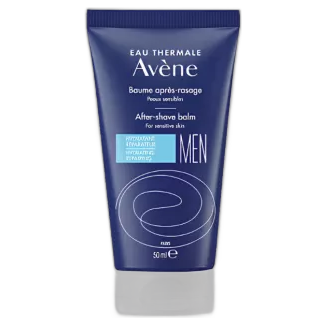 EAU THERMALE
Avène
Baume après-rasage
Peaux sensibles
After-shave balm
For sensitive skin
HYDRATANT
RÉPARATEUR
HYDRATING
REPAIRING
MEN
PARIS
50 ml e